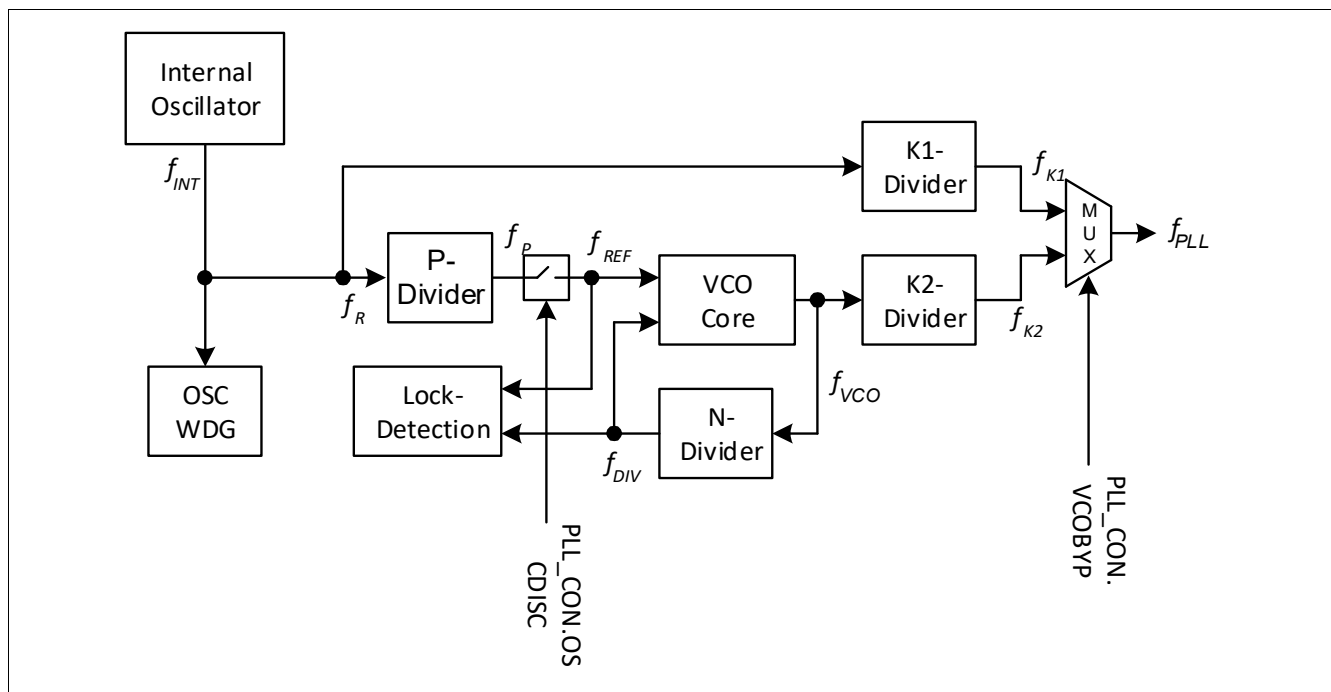 Internal
Oscillator
f_INT
K1-
Divider
f_K1
M
U
X
f_PLL
f_R
P-
Divider
f_P
f_REF
VCO
Core
K2-
Divider
f_K2
f_VCO
OSC
WDG
Lock-
Detection
f_DIV
N-
Divider
PLL_CON.OS
CDISC
PLL_CON.
VCOBYP